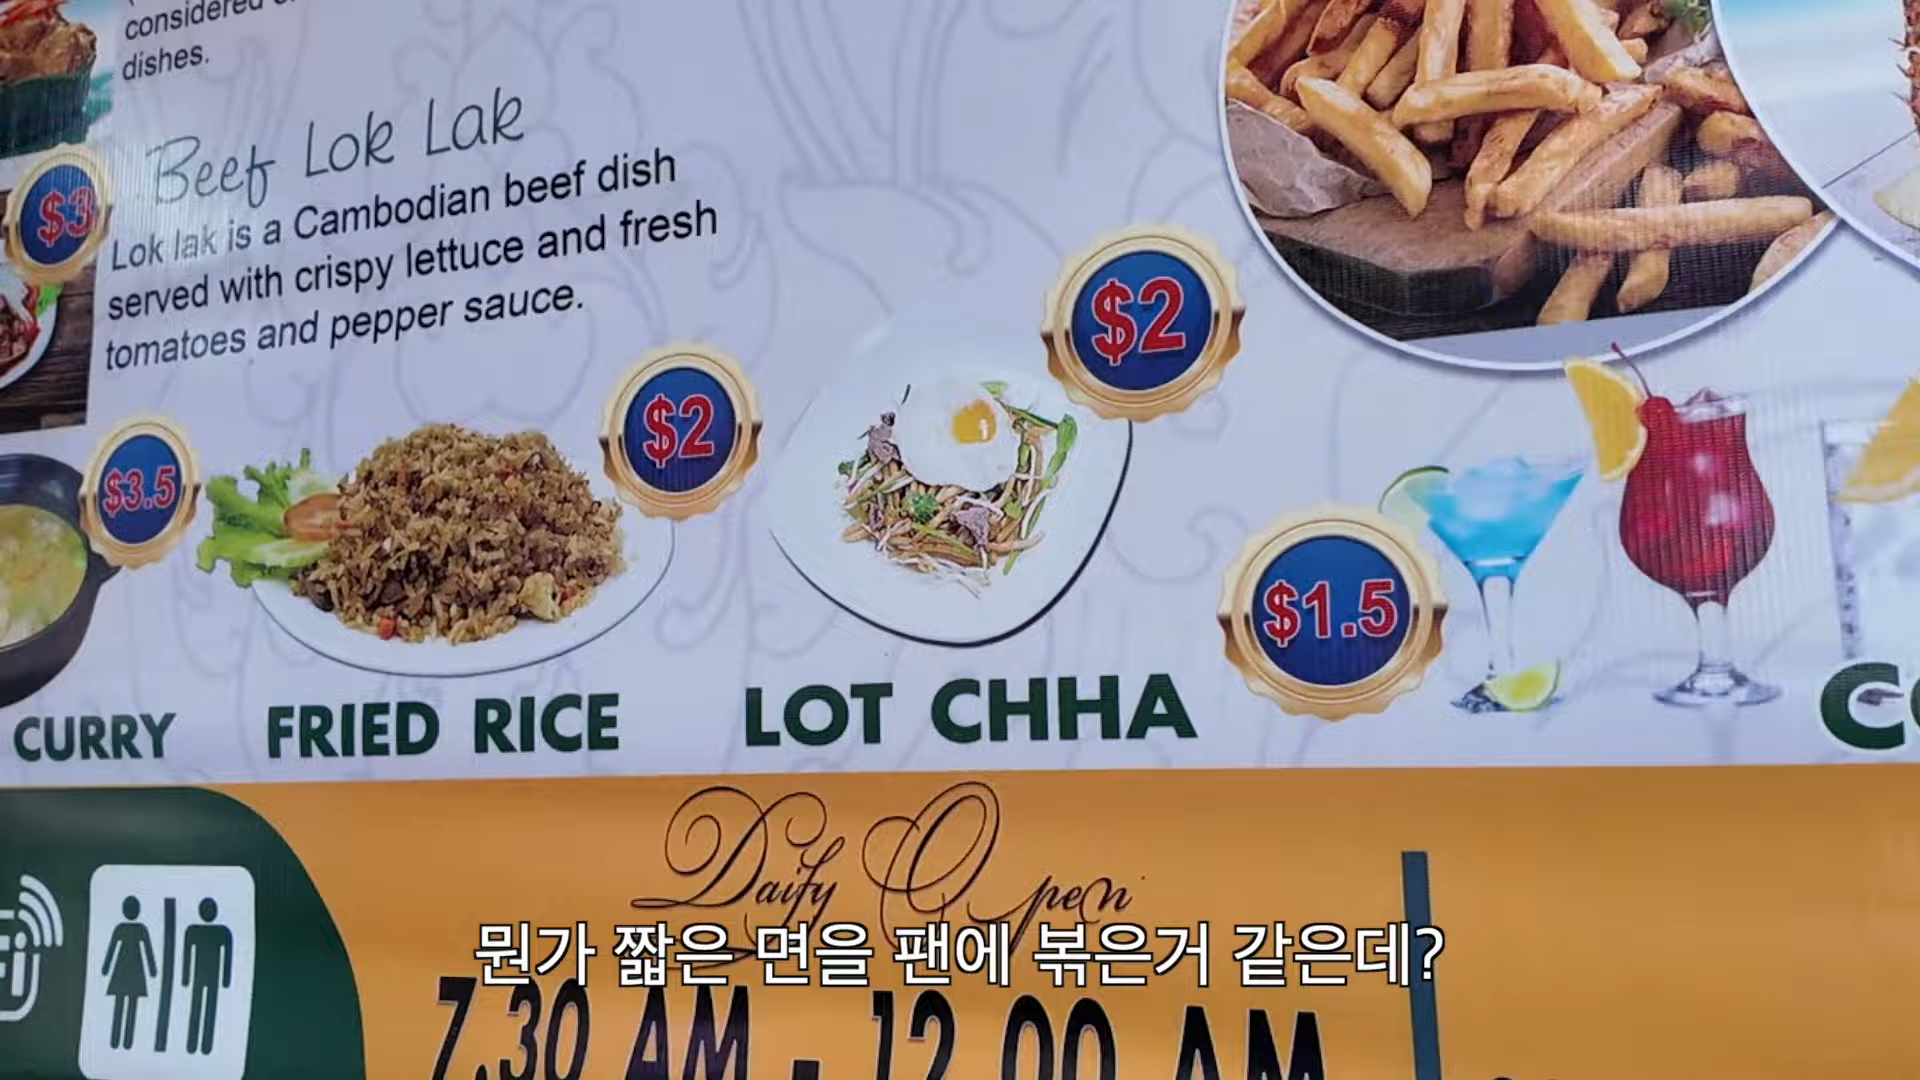 dishes.
Beef Lok Lak
Lok lak is a Cambodian beef dish
served with crispy lettuce and fresh
tomatoes and pepper sauce.
$3
$3.5
$2
$2
$1.5
CURRY
FRIED RICE
LOT CHHA
Daily Open
뭔가 짧은 면을 팬에 볶은거 같은데?
7.30 AM - 12.00 AM